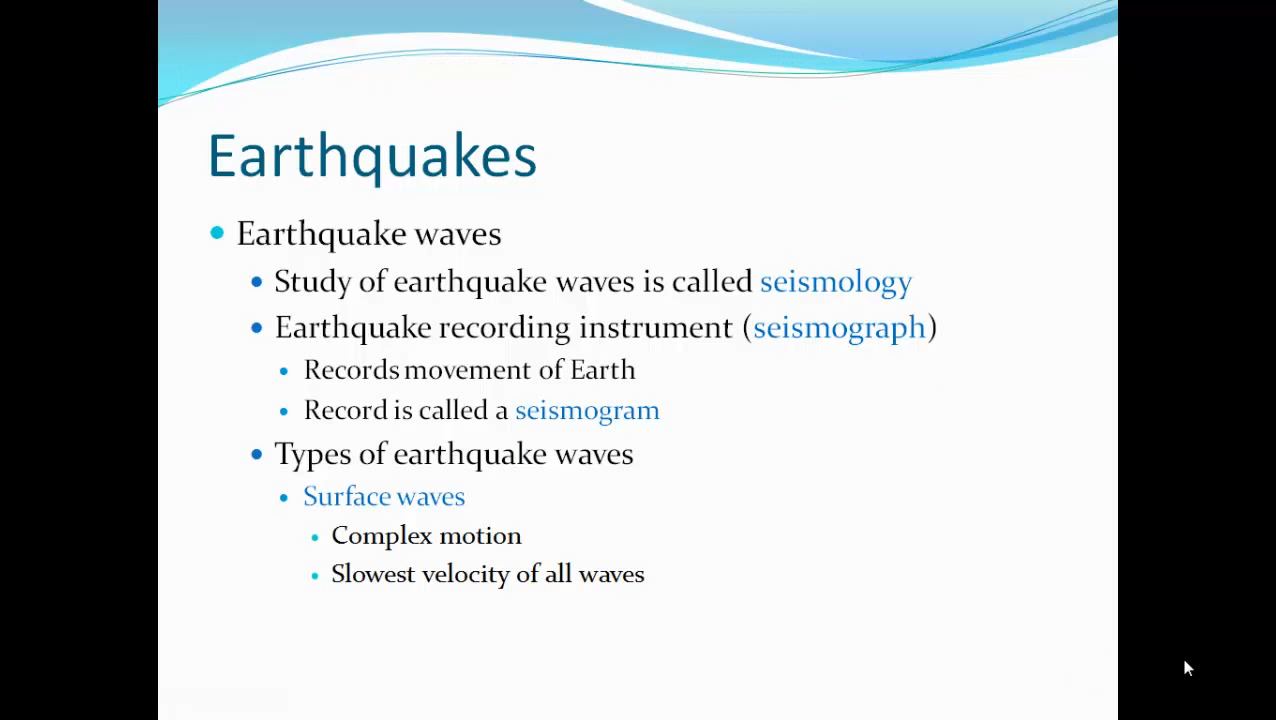 Earthquakes
Earthquake waves
Study of earthquake waves is called seismology
Earthquake recording instrument (seismograph)
Records movement of Earth
Record is called a seismogram
Types of earthquake waves
Surface waves
Complex motion
Slowest velocity of all waves